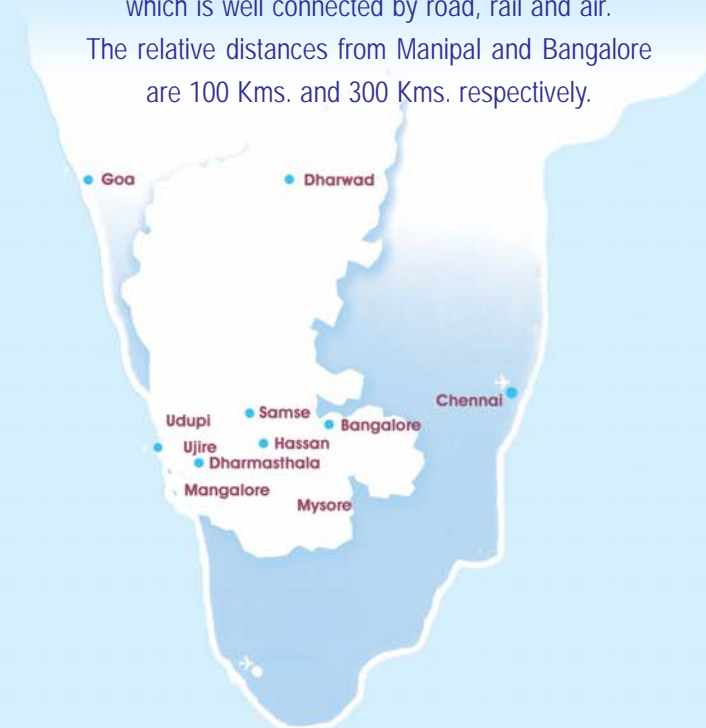 which is well connected by road, rail and air.
The relative distances from Manipal and Bangalore
are 100 Kms. and 300 Kms. respectively.
Goa
Dharwad
Chennai
Samse
Udupi
Bangalore
Ujire
Hassan
Dharmasthala
Mangalore
Mysore